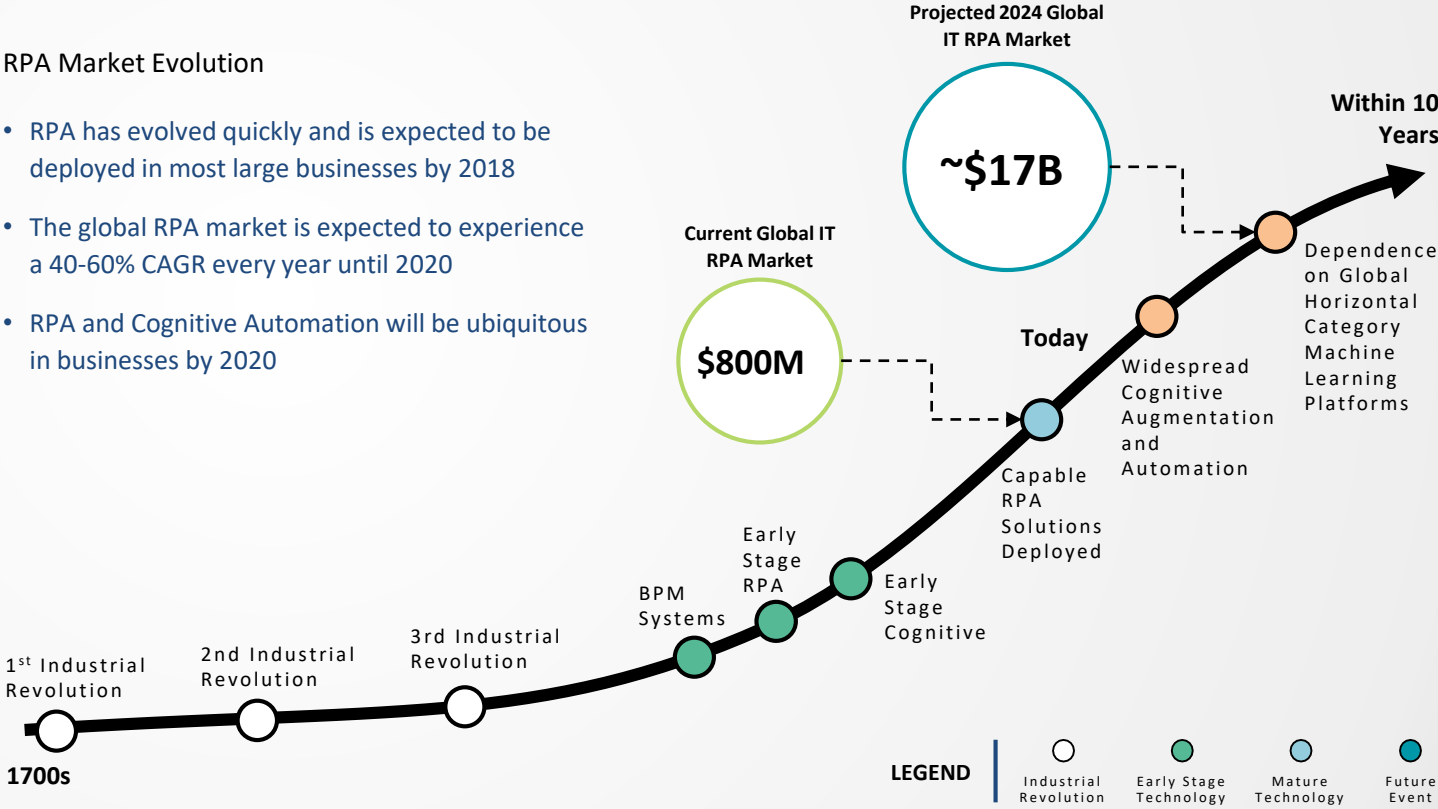 RPA Market Evolution
• RPA has evolved quickly and is expected to be
deployed in most large businesses by 2018
• The global RPA market is expected to experience
a 40-60% CAGR every year until 2020
• RPA and Cognitive Automation will be ubiquitous
in businesses by 2020
Projected 2024 Global
IT RPA Market
~$17B
Within 10
Years
Current Global IT
RPA Market
$800M
Today
Dependence
on Global
Horizontal
Category
Machine
Learning
Platforms
Widespread
Cognitive
Augmentation
and
Automation
Capable
RPA
Solutions
Deployed
Early
Stage
RPA
Early
Stage
Cognitive
BPM
Systems
3rd Industrial
Revolution
2nd Industrial
Revolution
1st Industrial
Revolution
1700s
LEGEND
Industrial
Revolution
Early Stage
Technology
Mature
Technology
Future
Event